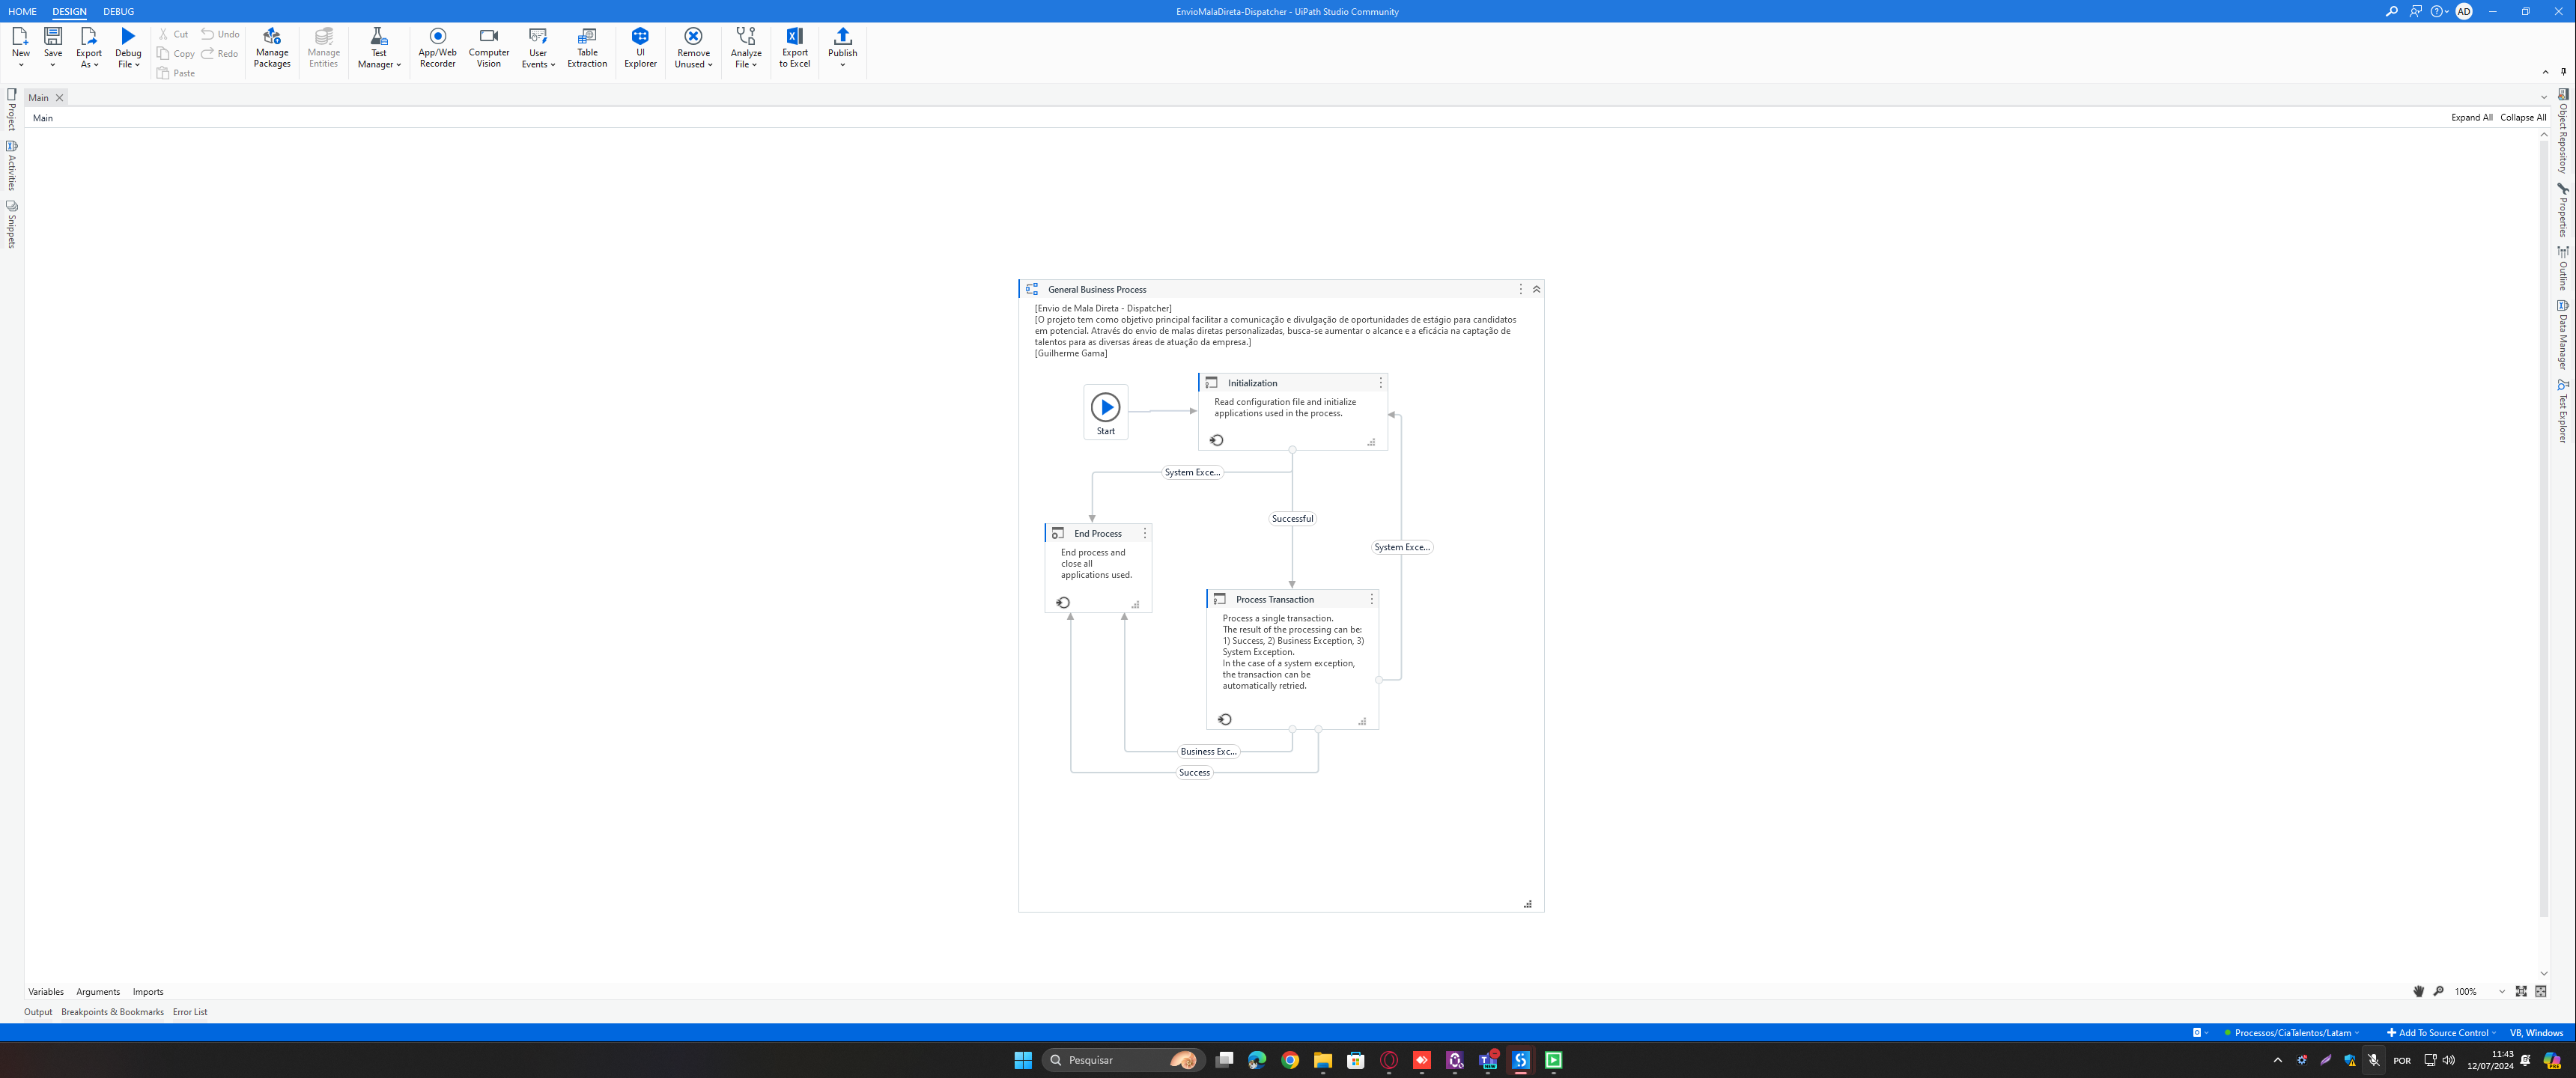 HOME DESIGN DEBUG
EnvioMalaDireta-Dispatcher - UiPath Studio Community
AD
New
Save
Export
As
Debug
File
Cut
Copy
Paste
Undo
Redo
Manage
Packages
Manage
Entities
Test
Manager
App/Web
Recorder
Computer
Vision
User
Events
Table
Extraction
UI
Explorer
Remove
Unused
Analyze
File
Export
to Excel
Publish
Main
Main
Expand All Collapse All
Project
Activities
Snippets
Object Repository
Properties
Outline
Data Manager
Test Explorer
General Business Process
[Envio de Mala Direta - Dispatcher]
[O projeto tem como objetivo principal facilitar a comunicação e divulgação de oportunidades de estágio para candidatos
em potencial. Através do envio de malas diretas personalizadas, busca-se aumentar o alcance e a eficácia na captação de
talentos para as diversas áreas de atuação da empresa.]
[Guilherme Gama]
Start
Initialization
Read configuration file and initialize
applications used in the process.
System Exce...
Successful
System Exce...
End Process
End process and
close all
applications used.
Process Transaction
Process a single transaction.
The result of the processing can be:
1) Success, 2) Business Exception, 3)
System Exception.
In the case of a system exception,
the transaction can be
automatically retried.
Business Exc...
Success
Variables Arguments Imports
100%
Output Breakpoints & Bookmarks Error List
Processos/CiaTalentos/Latam
Add To Source Control
VB, Windows
Pesquisar
POR
11:43
12/07/2024